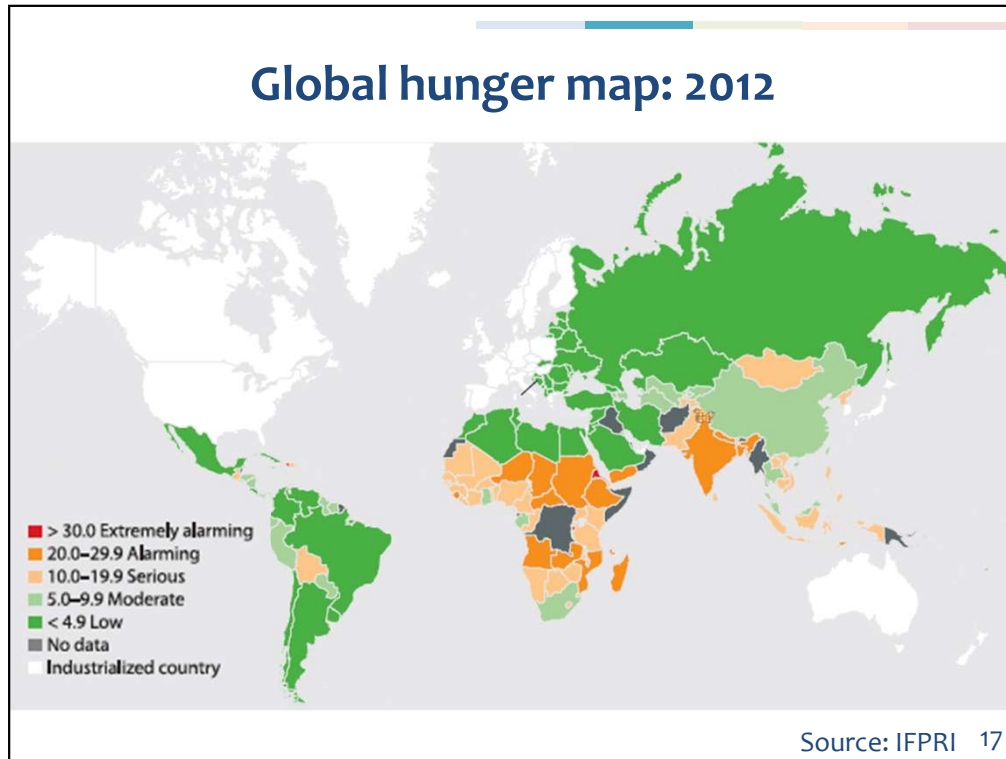 Global hunger map: 2012
> 30.0 Extremely alarming
20.0–29.9 Alarming
10.0–19.9 Serious
5.0–9.9 Moderate
< 4.9 Low
No data
Industrialized country
Source: IFPRI 17